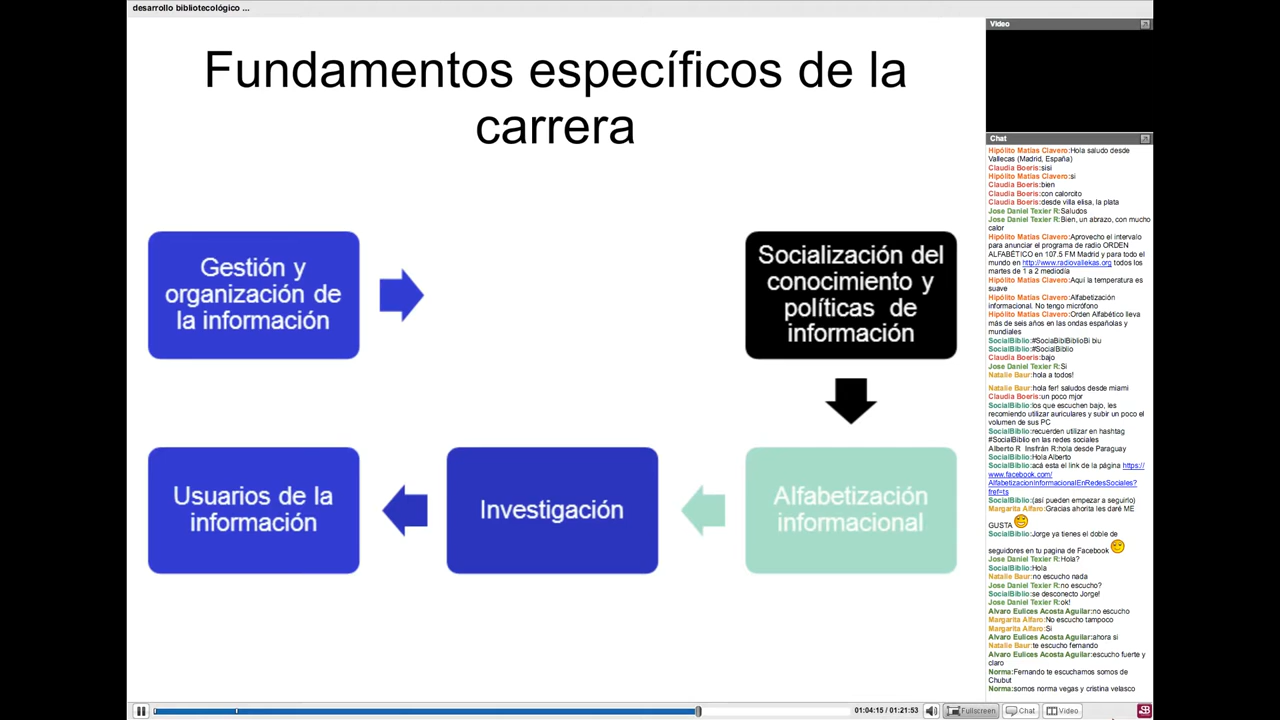 desarrollo bibliotecológico ...
Fundamentos específicos de la
carrera
Gestión y
organización de
la información
Socialización del
conocimiento y
políticas de
información
Usuarios de la
información
Investigación
Alfabetización
informacional
Video
Chat
Hipólito Matías Clavero:Hola saludo desde
Vallecas (Madrid, España)
Claudia Boeris:sisi
Hipólito Matías Clavero:si
Claudia Boeris:bien
Claudia Boeris:con calorcito
Claudia Boeris:desde villa elisa, la plata
Jose Daniel Texier R:Saludos
Jose Daniel Texier R:Bien, un abrazo, con mucho
calor
Hipólito Matías Clavero:Aprovecho el intervalo
para anunciar el programa de radio ORDEN
ALFABÉTICO en 107.5 FM Madrid y para todo el
mundo en http://www.radiovallekas.org todos los
martes de 1 a 2 mediodía
Hipólito Matías Clavero:Aquí la temperatura es
suave
Hipólito Matías Clavero:Alfabetización
informacional. No tengo micrófono
Hipólito Matías Clavero:Orden Alfabético lleva
más de seis años en las ondas españolas y
mundiales
SocialBiblio:#SociaBiblBiblioBi biu
SocialBiblio:#SocialBiblio
Claudia Boeris:bajo
Jose Daniel Texier R:Si
Natalie Baur:hola a todos!
Natalie Baur:hola fer! saludos desde miami
Claudia Boeris:un poco mjor
SocialBiblio:los que escuchen bajo, les
recomiendo utilizar auriculares y subir un poco el
volumen de sus PC
SocialBiblio:recuerden utilizar en hashtag
#SocialBiblio en las redes sociales
Alberto R Insfrán R:hola desde Paraguay
SocialBiblio:Hola Alberto
SocialBiblio:acá esta el link de la página https://
www.facebook.com/
AlfabetizacionInformacionalEnRedesSociales?
fref=ts
SocialBiblio:(así pueden empezar a seguirlo)
Margarita Alfaro:Gracias ahorita les daré ME
GUSTA
SocialBiblio:Jorge ya tienes el doble de
seguidores en tu pagina de Facebook
Jose Daniel Texier R:Hola?
SocialBiblio:Hola
Natalie Baur:no escucho nada
Jose Daniel Texier R:no escucho?
SocialBiblio:se desconecto Jorge!
Jose Daniel Texier R:ok!
Alvaro Eulices Acosta Aguilar:no escucho
Margarita Alfaro:No escucho tampoco
Margarita Alfaro:Si
Alvaro Eulices Acosta Aguilar:ahora si
Natalie Baur:te escucho fernando
Alvaro Eulices Acosta Aguilar:escucho fuerte y
claro
Norma:Fernando te escuchamos somos de
Chubut
Norma:somos norma vegas y cristina velasco
01:04:15 / 01:21:53
Fullscreen
Chat
Video